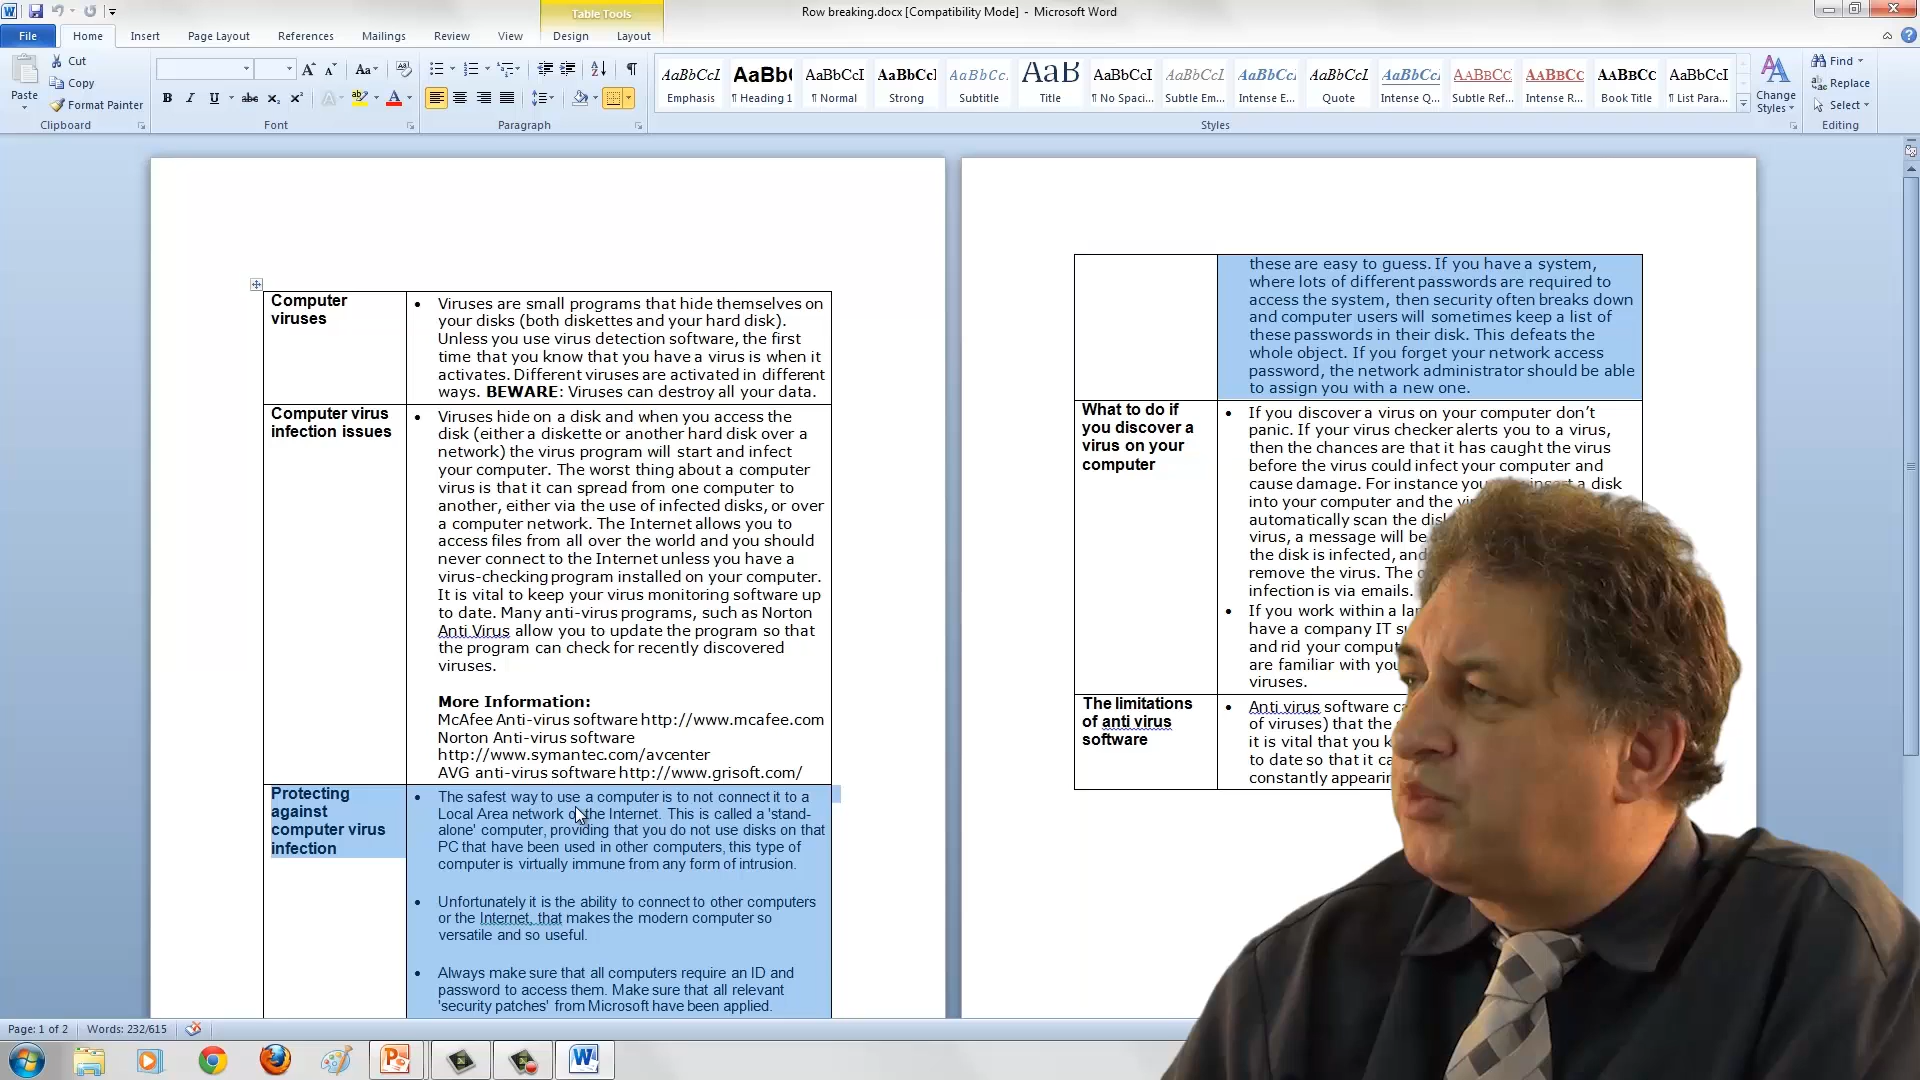 Row breaking.docx [Compatibility Mode] - Microsoft Word
Table Tools
File Home Insert Page Layout References Mailings Review View Design Layout
Paste
Cut
Copy
Format Painter
Clipboard
Font
Paragraph
AaBbCcI AaBb( AaBbCcI AaBbCcI AaBbCc. AaB AaBbCcI AaBbCcI AaBbCcI AaBbCcL AaBbCcI AABBCC AABBCC AABBCC AaBbCcI
Emphasis ¶ Heading 1 ¶ Normal Strong Subtitle Title ¶ No Spaci... Subtle Em... Intense E... Quote Intense Q... Subtle Ref... Intense R... Book Title ¶ List Para...
Styles
Change Styles
Find
Replace
Select
Editing
Computer
viruses
• Viruses are small programs that hide themselves on
your disks (both diskettes and your hard disk).
Unless you use virus detection software, the first
time that you know that you have a virus is when it
activates. Different viruses are activated in different
ways. BEWARE: Viruses can destroy all your data.
Computer virus
infection issues
• Viruses hide on a disk and when you access the
disk (either a diskette or another hard disk over a
network) the virus program will start and infect
your computer. The worst thing about a computer
virus is that it can spread from one computer to
another, either via the use of infected disks, or over
a computer network. The Internet allows you to
access files from all over the world and you should
never connect to the Internet unless you have a
virus-checking program installed on your computer.
It is vital to keep your virus monitoring software up
to date. Many anti-virus programs, such as Norton
Anti Virus allow you to update the program so that
the program can check for recently discovered
viruses.
More Information:
McAfee Anti-virus software http://www.mcafee.com
Norton Anti-virus software
http://www.symantec.com/avcenter
AVG anti-virus software http://www.grisoft.com/
Protecting
against
computer virus
infection
• The safest way to use a computer is to not connect it to a
Local Area network the Internet. This is called a 'stand-
alone' computer, providing that you do not use disks on that
PC that have been used in other computers, this type of
computer is virtually immune from any form of intrusion.
• Unfortunately it is the ability to connect to other computers
or the Internet, that makes the modern computer so
versatile and so useful.
• Always make sure that all computers require an ID and
password to access them. Make sure that all relevant
'security patches' from Microsoft have been applied.
these are easy to guess. If you have a system,
where lots of different passwords are required to
access the system, then security often breaks down
and computer users will sometimes keep a list of
these passwords in their disk. This defeats the
whole object. If you forget your network access
password, the network administrator should be able
to assign you with a new one.
What to do if
you discover a
virus on your
computer
• If you discover a virus on your computer don't
panic. If your virus checker alerts you to a virus,
then the chances are that it has caught the virus
before the virus could infect your computer and
cause damage. For instance you a disk
into your computer and the
automatically scan the
virus, a message will be
the disk is infected,
remove the virus. The
infection is via emails.
• If you work within a
have a company IT
and rid your
are familiar with
viruses.
The limitations
of anti virus
software
• Anti virus software
of viruses) that the
it is vital that you
to date so that it
constantly
Page: 1 of 2 Words: 232/615